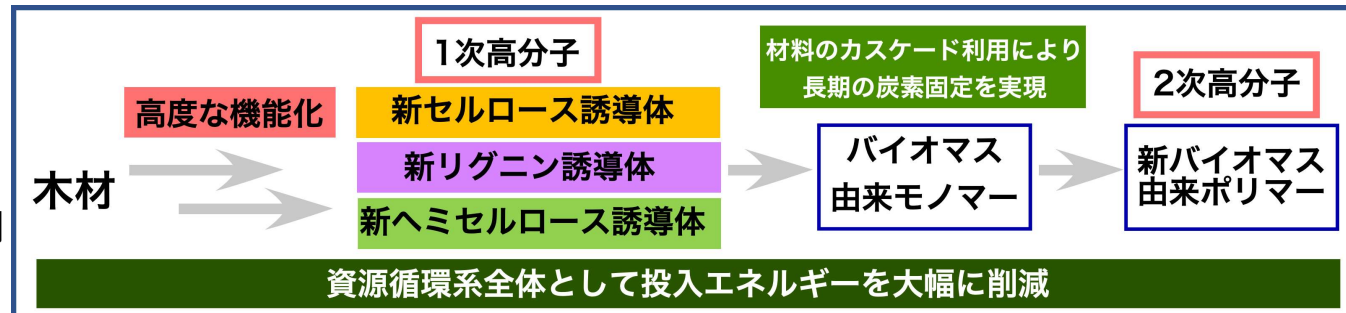 木材
高度な機能化
1次高分子
新セルロース誘導体
新リグニン誘導体
新ヘミセルロース誘導体
材料のカスケード利用により
長期の炭素固定を実現
バイオマス
由来モノマー
2次高分子
新バイオマス
由来ポリマー
資源循環系全体として投入エネルギーを大幅に削減